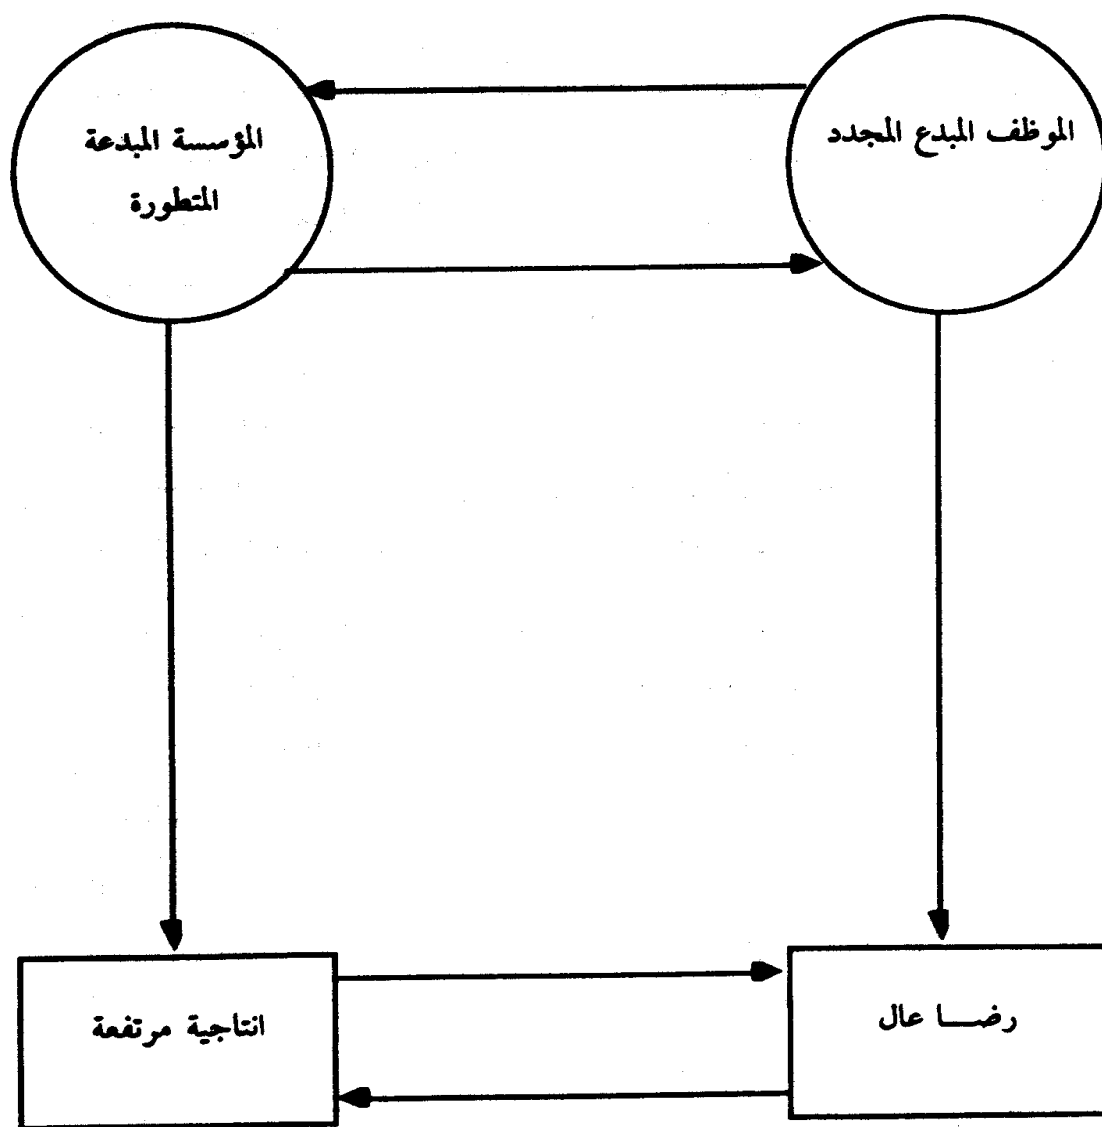 الموظف المبدع المجدد
المؤسسة المبدعة
المتطورة
رضا عال
انتاجية مرتفعة